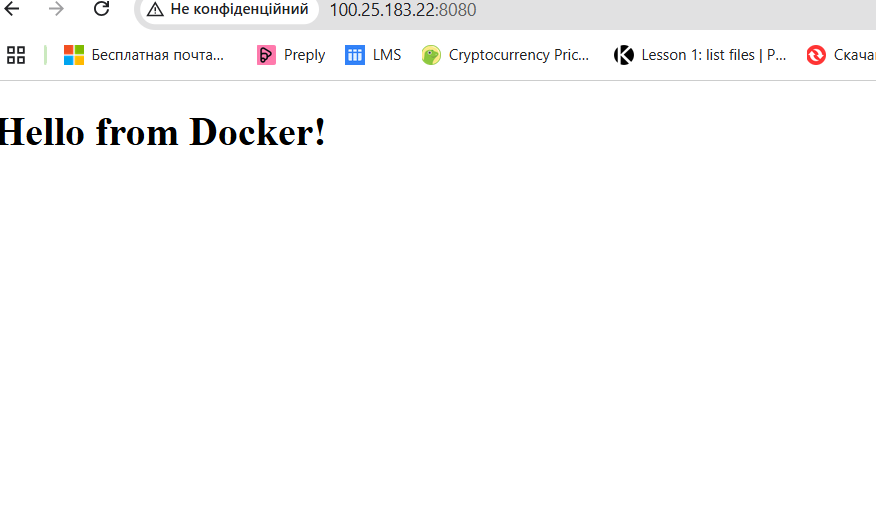 Не конфіденційний 100.25.183.22:8080
Бесплатная почта... Preply LMS Cryptocurrency Pric... Lesson 1: list files | P... Скача
Hello from Docker!